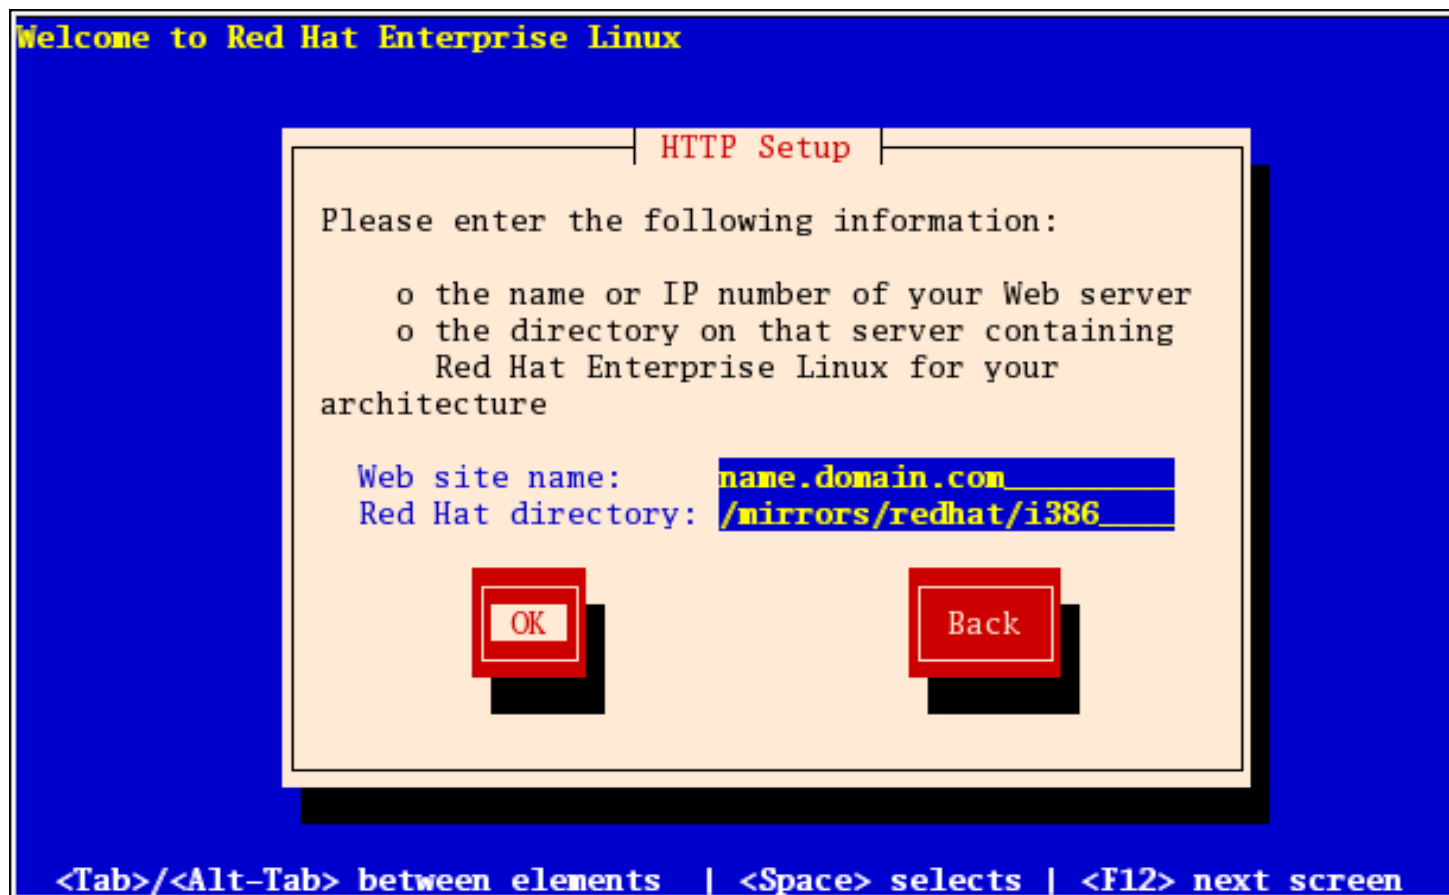 Welcome to Red Hat Enterprise Linux
HTTP Setup
Please enter the following information:
o the name or IP number of your Web server
o the directory on that server containing
Red Hat Enterprise Linux for your
architecture
Web site name: name.domain.com__________
Red Hat directory: /mirrors/redhat/i386____
OK Back
<Tab>/<Alt-Tab> between elements | <Space> selects | <F12> next screen